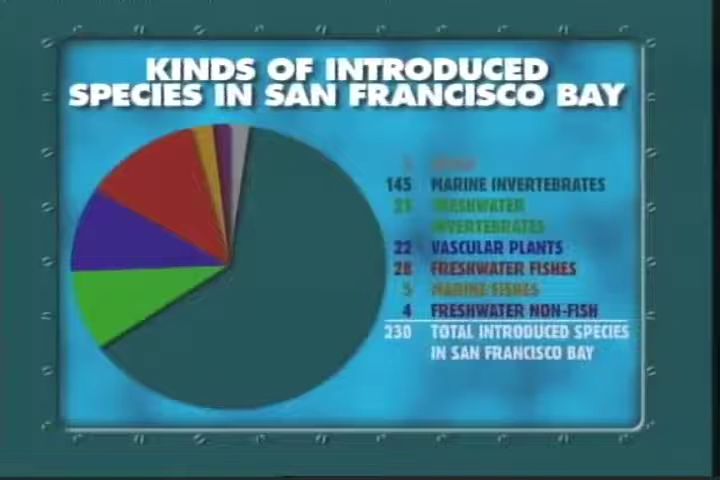 KINDS OF INTRODUCED
SPECIES IN SAN FRANCISCO BAY
145 MARINE INVERTEBRATES
21 FRESHWATER
INVERTEBRATES
22 VASCULAR PLANTS
28 FRESHWATER FISHES
5 MARINE FISHES
4 FRESHWATER NON-FISH
230 TOTAL INTRODUCED SPECIES
IN SAN FRANCISCO BAY